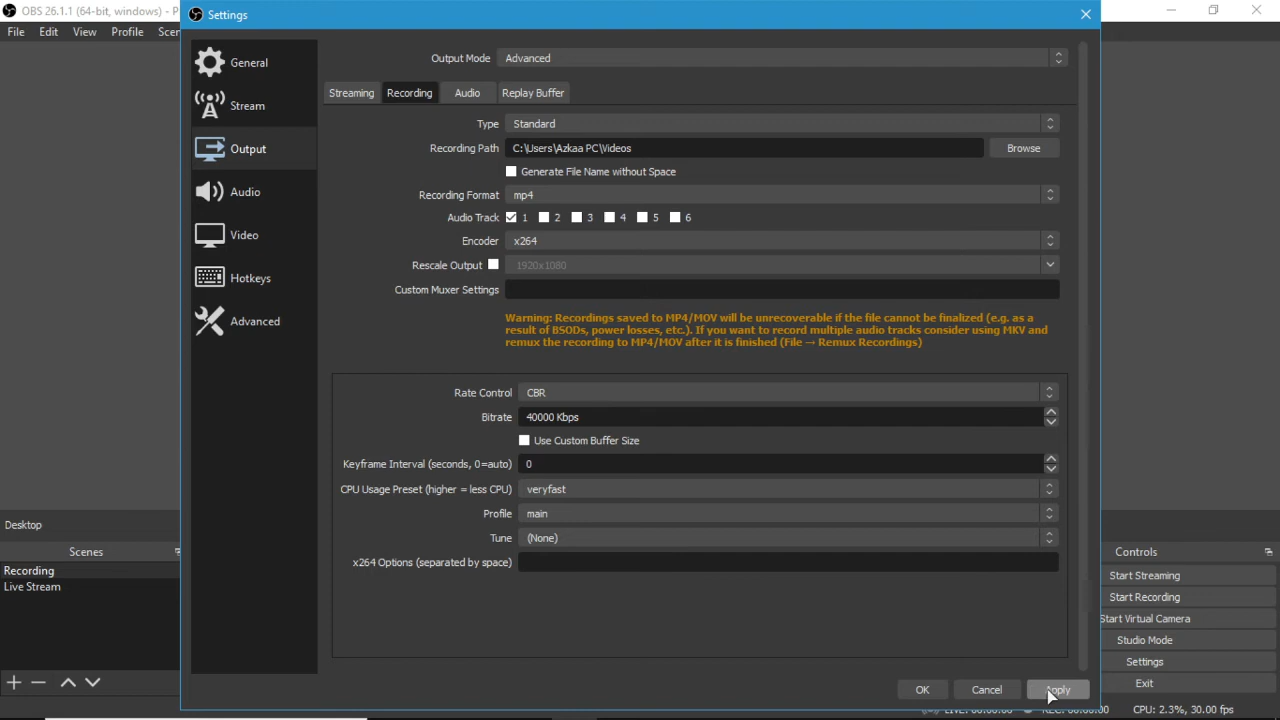 OBS 26.1.1 (64-bit, windows) - P
File Edit View Profile
Settings
General
Stream
Output
Audio
Video
Hotkeys
Advanced
Output Mode Advanced
Streaming Recording Audio Replay Buffer
Type Standard
Recording Path C:\Users\Azkaa PC\Videos Browse
Generate File Name without Space
Recording Format mp4
Audio Track 1 2 3 4 5 6
Encoder x264
Rescale Output 1920x1080
Custom Muxer Settings
Warning: Recordings saved to MP4/MOV will be unrecoverable if the file cannot be finalized (e.g. as a
result of BSODs, power losses, etc.). If you want to record multiple audio tracks consider using MKV and
remux the recording to MP4/MOV after it is finished (File → Remux Recordings)
Rate Control CBR
Bitrate 40000 Kbps
Use Custom Buffer Size
Keyframe Interval (seconds, 0=auto) 0
CPU Usage Preset (higher = less CPU) veryfast
Profile main
Tune (None)
x264 Options (separated by space)
OK Cancel Apply
Desktop
Scenes
Recording
Live Stream
Controls
Start Streaming
Start Recording
Start Virtual Camera
Studio Mode
Settings
Exit
CPU: 2.3%, 30.00 fps